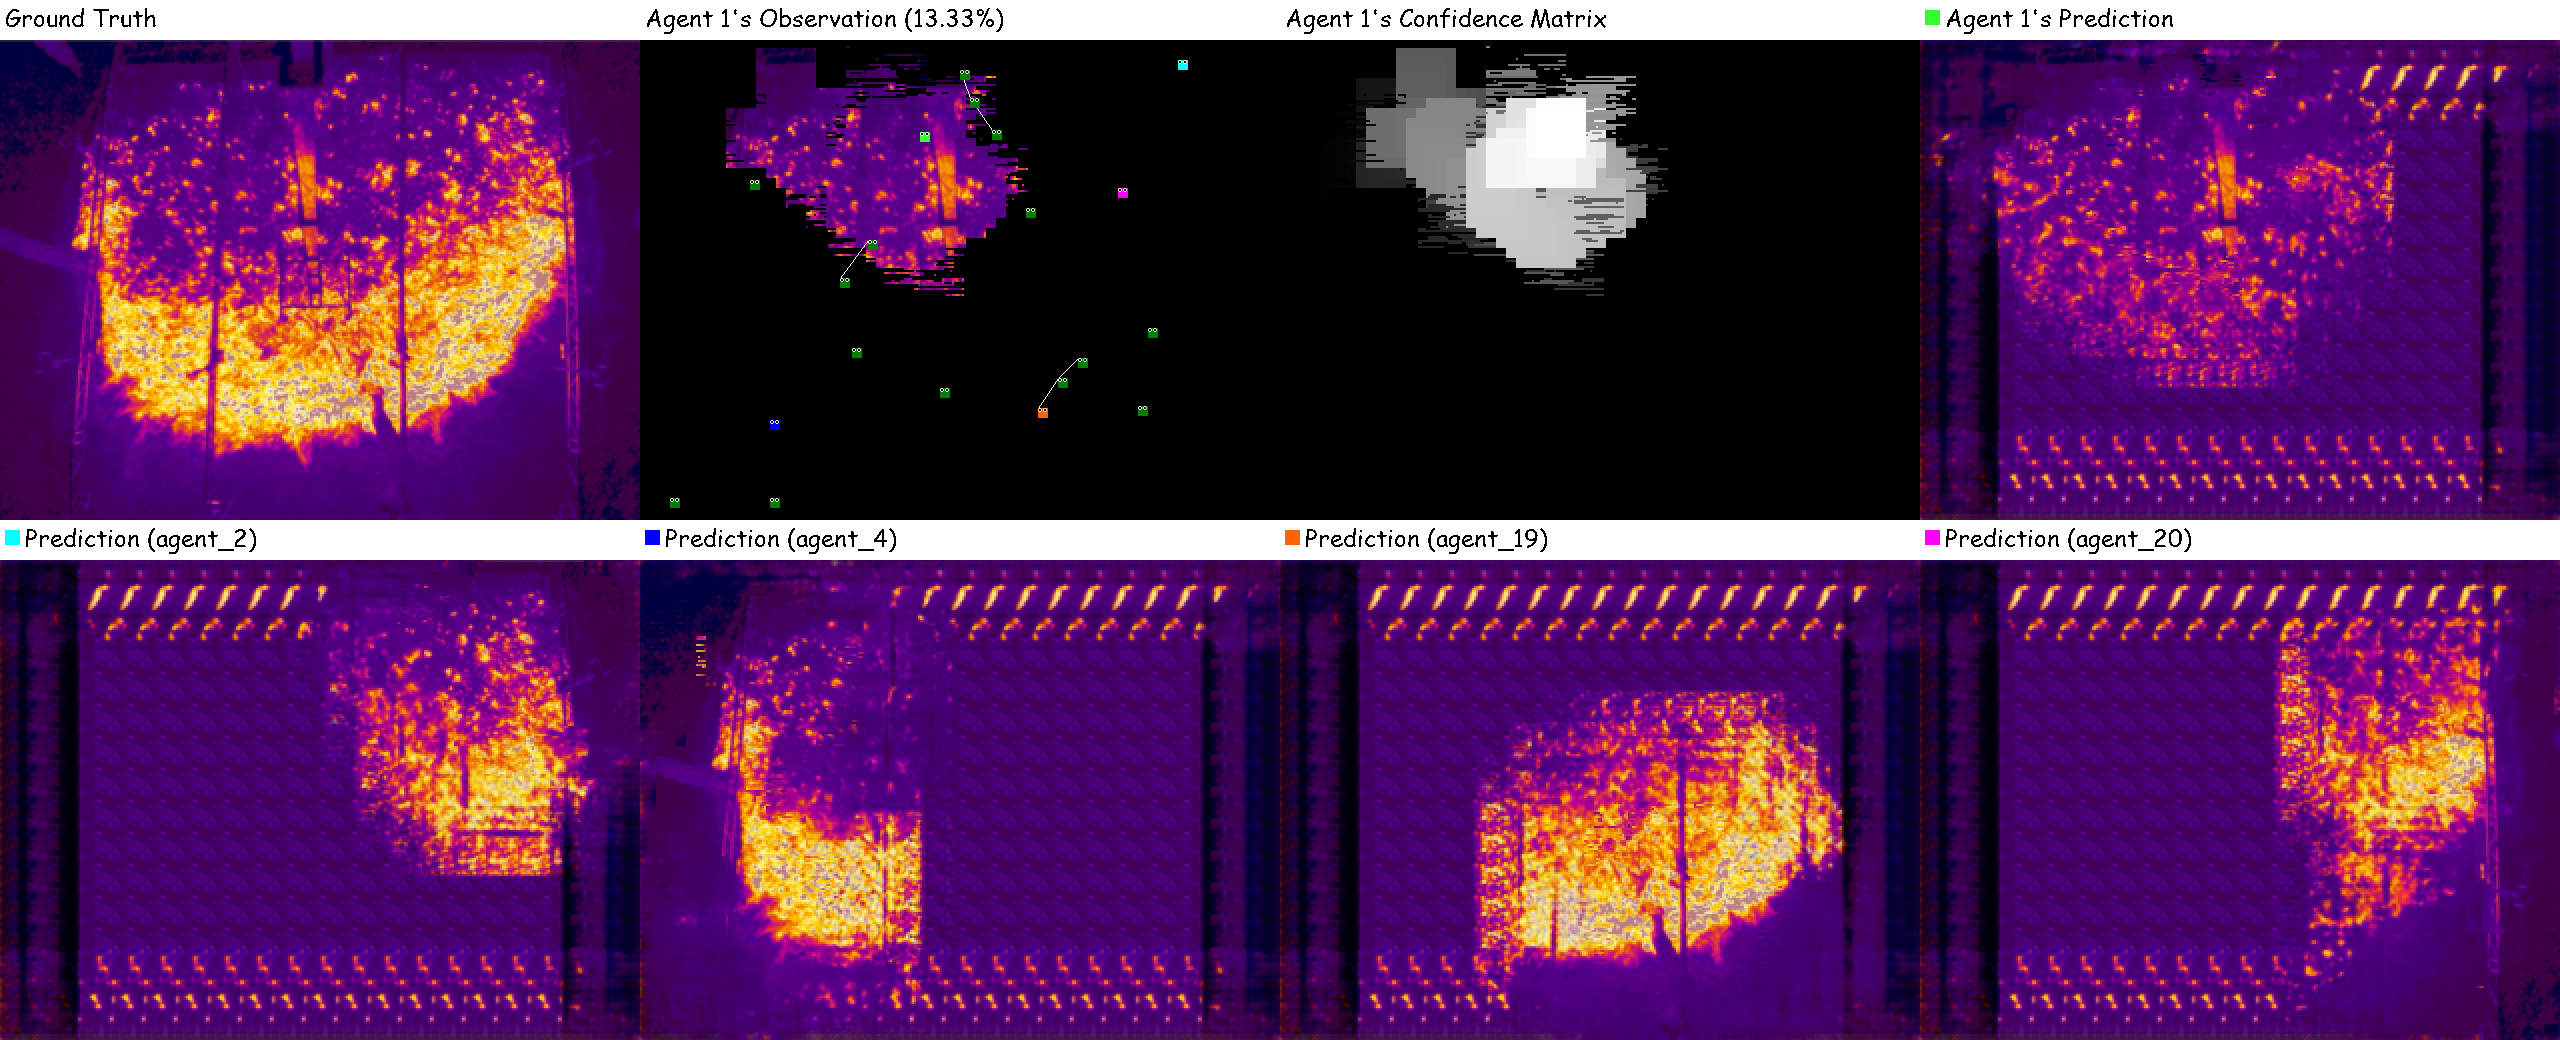 Ground Truth
Agent 1's Observation (13.33%)
Agent 1's Confidence Matrix
Agent 1's Prediction
Prediction (agent_2)
Prediction (agent_4)
Prediction (agent_19)
Prediction (agent_20)